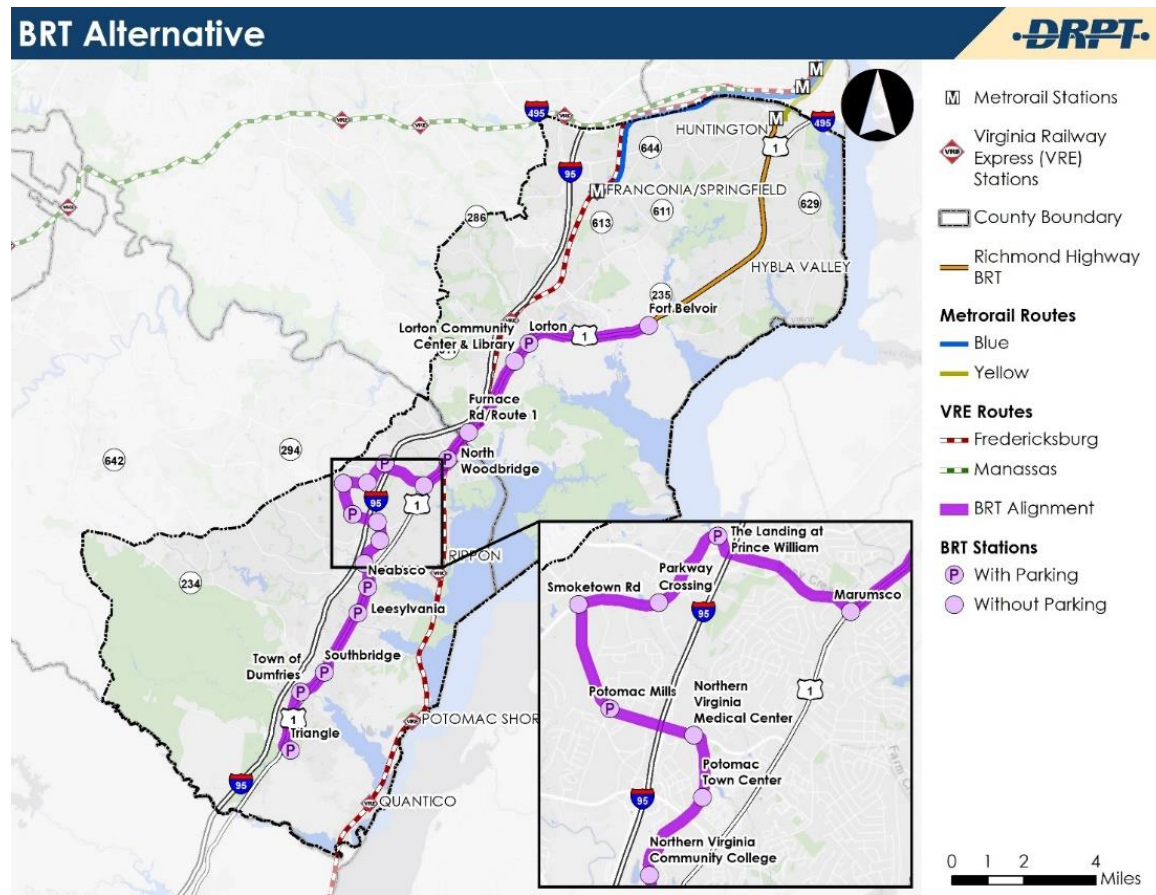 BRT Alternative
DRPT
495
VRE
HUNTINGTON
M
1
495
644
95
M
FRANCONIA/SPRINGFIELD
286
613
611
629
HYBLA VALLEY
235
Fort Belvoir
Lorton Community
Center & Library
Lorton
P
1
Furnace
Rd/Route 1
642
294
P
North
Woodbridge
P
1
95
P
RIPPON
234
Neabsco
P
Leesylvania
P
Town of
Dumfries
Southbridge
P
P
1
POTOMAC SHOR
Triangle
P
95
QUANTICO
The Landing at
Prince William
P
Parkway
Crossing
Smoketown Rd
Marumsco
95
1
Potomac Mills
P
Northern
Virginia
Medical Center
Potomac
Town Center
95
Northern Virginia
Community College
M Metrorail Stations
VRE Virginia Railway
Express (VRE)
Stations
County Boundary
Richmond Highway
BRT
Metrorail Routes
Blue
Yellow
VRE Routes
Fredericksburg
Manassas
BRT Alignment
BRT Stations
P With Parking
Without Parking
0 1 2 4
Miles